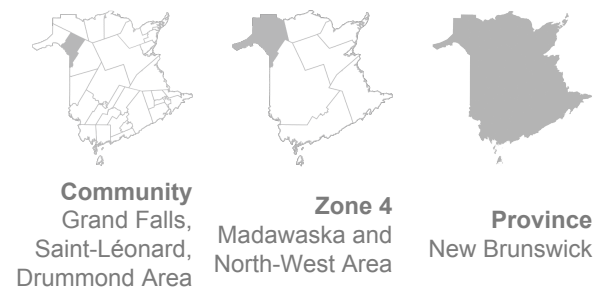 Community
Grand Falls,
Saint-Léonard,
Drummond Area
Zone 4
Madawaska and
North-West Area
Province
New Brunswick